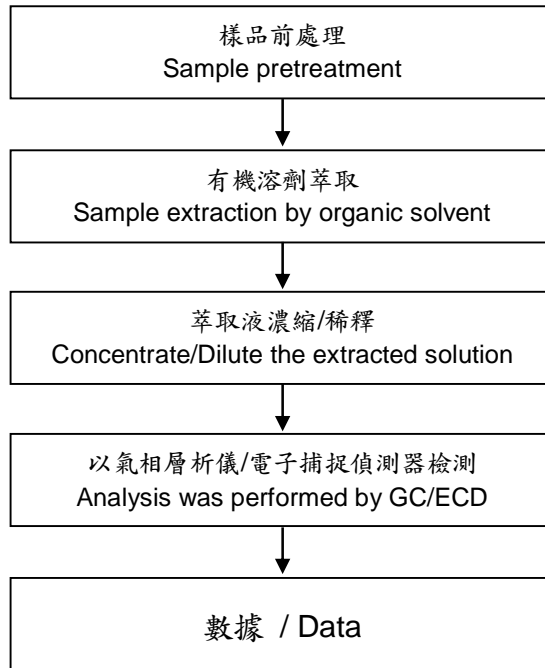 樣品前處理
Sample pretreatment
有機溶劑萃取
Sample extraction by organic solvent
萃取液濃縮/稀釋
Concentrate/Dilute the extracted solution
以氣相層析儀/電子捕捉偵測器檢測
Analysis was performed by GC/ECD
數據 / Data